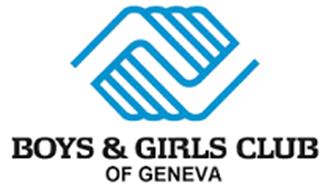 BOYS & GIRLS CLUB
OF GENEVA